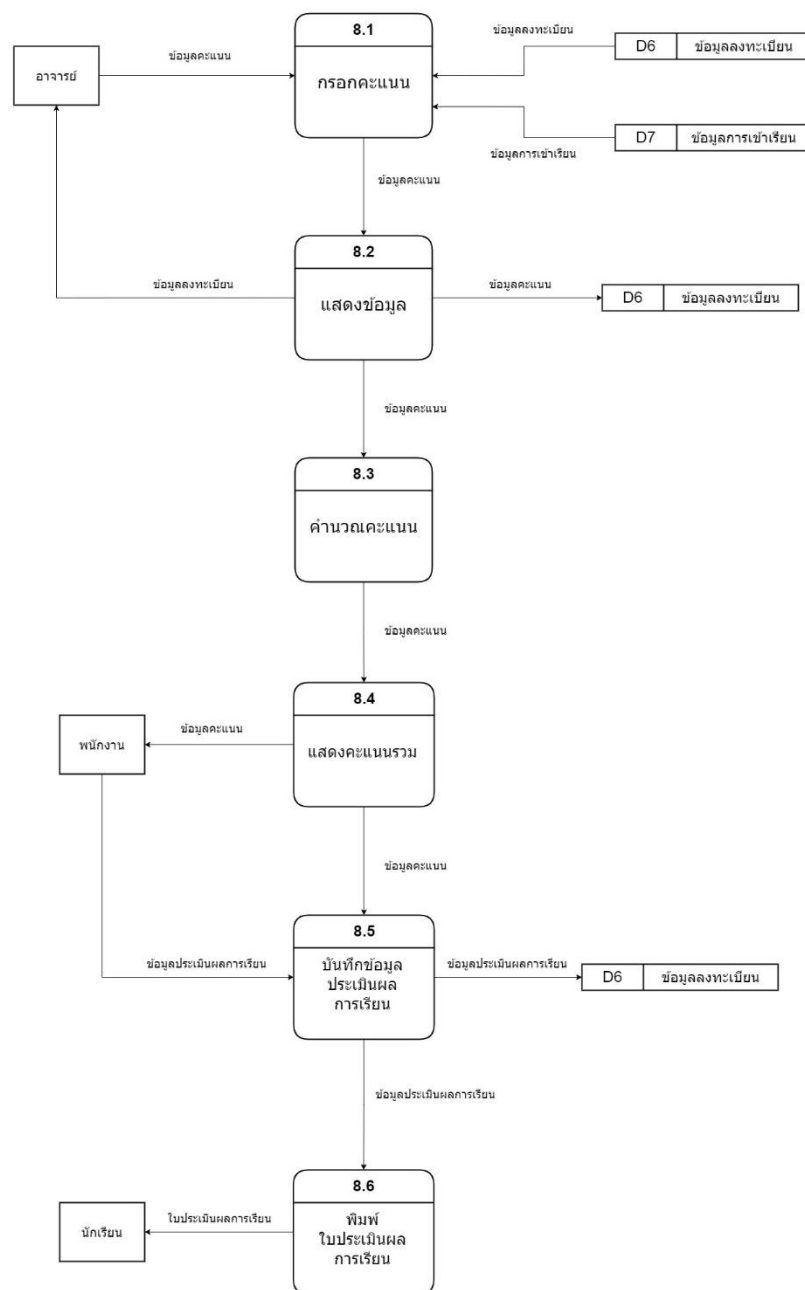 8.1
ข้อมูลลงทะเบียน
D6 ข้อมูลลงทะเบียน
ข้อมูลคะแนน
อาจารย์
กรอกคะแนน
D7 ข้อมูลการเข้าเรียน
ข้อมูลการเข้าเรียน
ข้อมูลคะแนน
8.2
ข้อมูลลงทะเบียน
ข้อมูลคะแนน
แสดงข้อมูล
D6 ข้อมูลลงทะเบียน
ข้อมูลคะแนน
8.3
คำนวณคะแนน
ข้อมูลคะแนน
8.4
ข้อมูลคะแนน
พนักงาน
แสดงคะแนนรวม
ข้อมูลคะแนน
8.5
ข้อมูลประเมินผลการเรียน
บันทึกข้อมูล
ประเมินผล
การเรียน
ข้อมูลประเมินผลการเรียน
D6 ข้อมูลลงทะเบียน
ข้อมูลประเมินผลการเรียน
8.6
ใบประเมินผลการเรียน
นักเรียน
พิมพ์
ใบประเมินผล
การเรียน